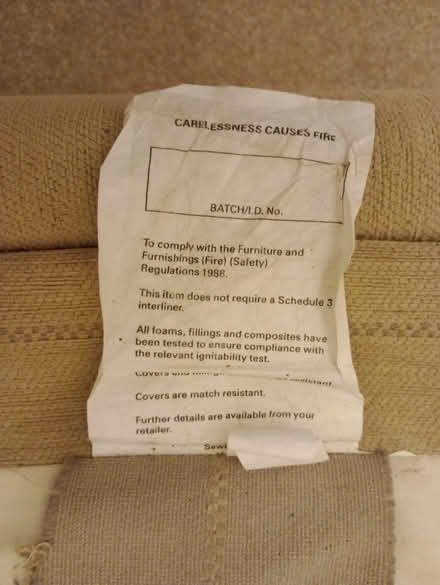 CARELESSNESS CAUSES FIRE
BATCH/I.D. No.
To comply with the Furniture and
Furnishings (Fire) (Safety)
Regulations 1988.
This item does not require a Schedule 3
interliner.
All foams, fillings and composites have
been tested to ensure compliance with
the relevant ignitability test.
Covers and
Covers are match resistant.
Further details are available from your
retailer.